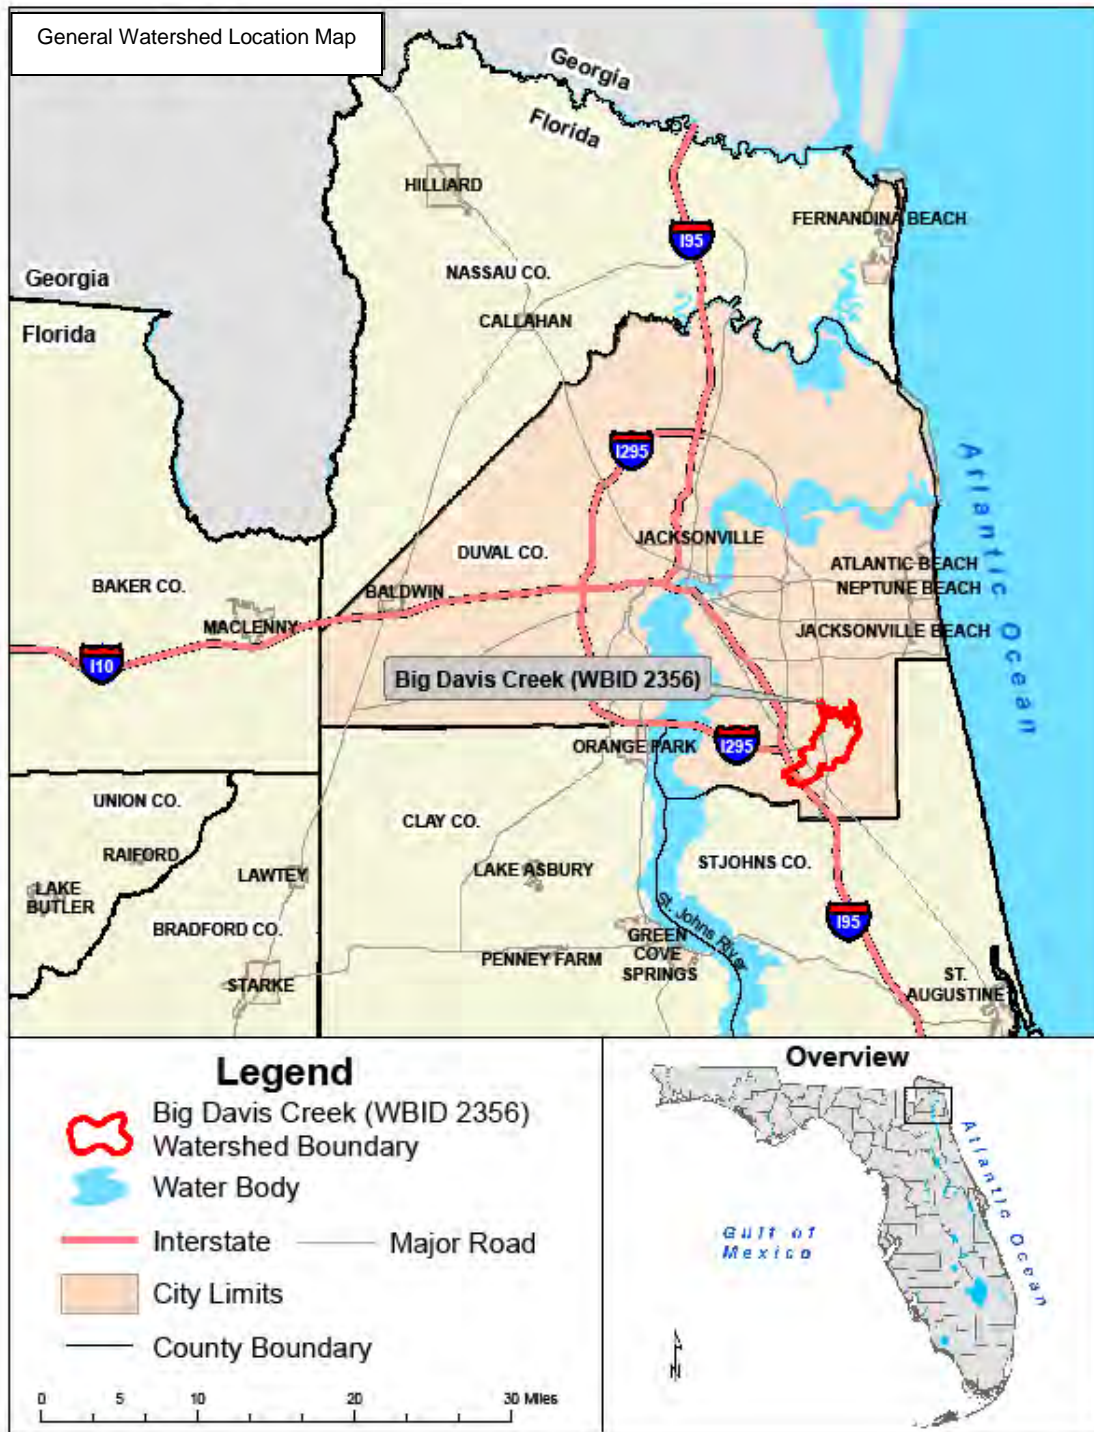 General Watershed Location Map
Georgia
Florida
HILLIARD
FERNANDINA BEACH
I95
NASSAU CO.
Georgia
Florida
CALLAHAN
I295
Atlantic Ocean
JACKSONVILLE
DUVAL CO.
ATLANTIC BEACH
BAKER CO.
BALDWIN
NEPTUNE BEACH
MACLENNY
JACKSONVILLE BEACH
I10
Big Davis Creek (WBID 2356)
ORANGE PARK
I295
UNION CO.
CLAY CO.
RAIFORD
STJOHNS CO.
LAWTEY
LAKE ASBURY
LAKE
BUTLER
St. Johns River
I95
BRADFORD CO.
GREEN
COVE
SPRINGS
PENNEY FARM
STARKE
ST.
AUGUSTINE
Legend
Big Davis Creek (WBID 2356)
Watershed Boundary
Water Body
Interstate
Major Road
City Limits
County Boundary
0 5 10 20 30 Miles
Overview
Atlantic Ocean
Gulf of
Mexico
N